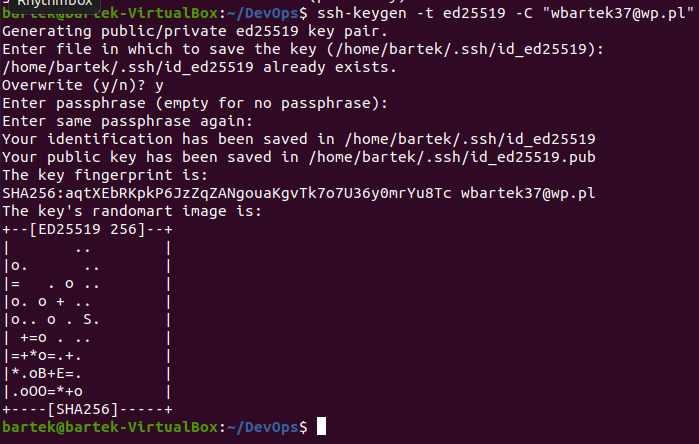 RhythmBox
bartek@bartek-VirtualBox:~/DevOps$ ssh-keygen -t ed25519 -C "wbartek37@wp.pl"
Generating public/private ed25519 key pair.
Enter file in which to save the key (/home/bartek/.ssh/id_ed25519):
/home/bartek/.ssh/id_ed25519 already exists.
Overwrite (y/n)? y
Enter passphrase (empty for no passphrase):
Enter same passphrase again:
Your identification has been saved in /home/bartek/.ssh/id_ed25519
Your public key has been saved in /home/bartek/.ssh/id_ed25519.pub
The key fingerprint is:
SHA256:aqtXEbRKpkP6JzZqZANgouaKgvTk7o7U36y0mrYu8Tc wbartek37@wp.pl
The key's randomart image is:
+--[ED25519 256]--+
|        ..       |
|o.       ..      |
|=   . o ..       |
|o. o + ..        |
|o.. o . S.       |
| +=o . ..        |
|=+*o=.+.         |
|*.oB+E=.         |
|.oOO=*+o         |
+----[SHA256]-----+
bartek@bartek-VirtualBox:~/DevOps$